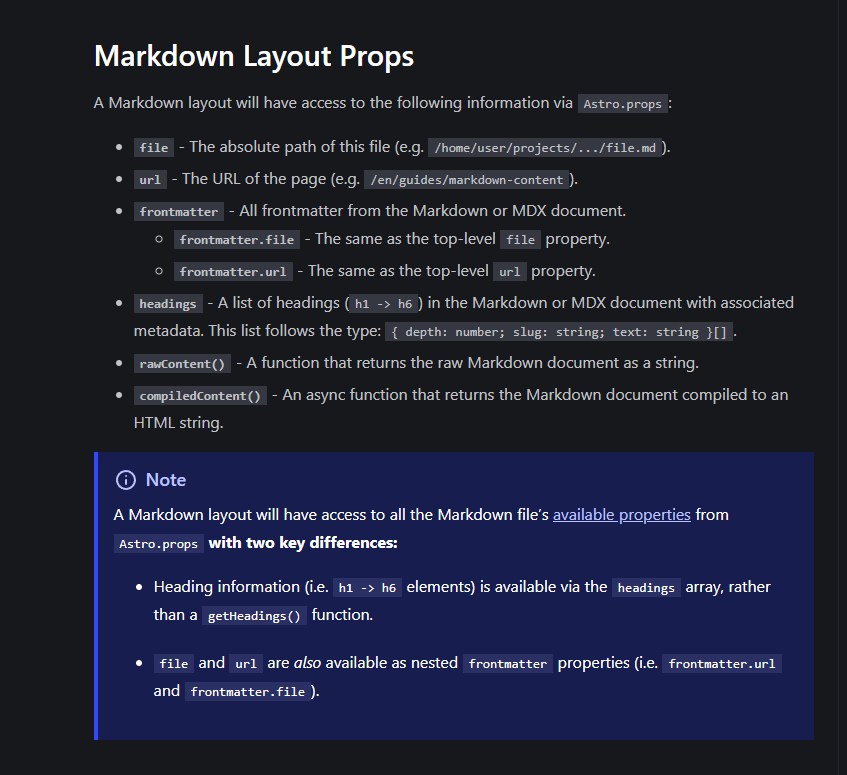 Markdown Layout Props
A Markdown layout will have access to the following information via Astro.props:
• file - The absolute path of this file (e.g. /home/user/projects/.../file.md).
• url - The URL of the page (e.g. /en/guides/markdown-content).
• frontmatter - All frontmatter from the Markdown or MDX document.
◦ frontmatter.file - The same as the top-level file property.
◦ frontmatter.url - The same as the top-level url property.
• headings - A list of headings (h1 -> h6) in the Markdown or MDX document with associated
metadata. This list follows the type: { depth: number; slug: string; text: string }[].
• rawContent() - A function that returns the raw Markdown document as a string.
• compiledContent() - An async function that returns the Markdown document compiled to an
HTML string.
Note
A Markdown layout will have access to all the Markdown file’s available properties from
Astro.props with two key differences:
• Heading information (i.e. h1 -> h6 elements) is available via the headings array, rather
than a getHeadings() function.
• file and url are also available as nested frontmatter properties (i.e. frontmatter.url
and frontmatter.file).